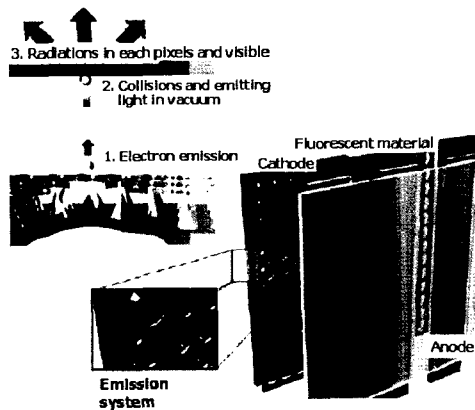 3. Radiations in each pixels and visible
2. Collisions and emitting
light in vacuum
1. Electron emission
Fluorescent material
Cathode
Anode
Emission
system